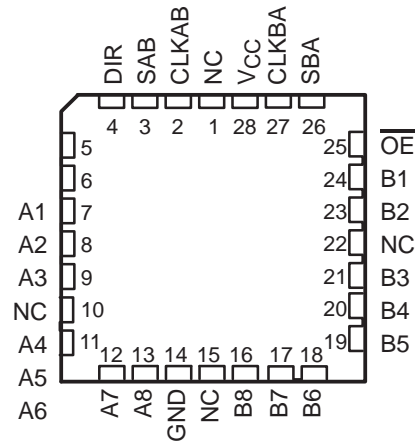 DIR SAB CLKAB NC VCC CLKBA SBA
4 3 2 1 28 27 26
5 25 OE
6 24 B1
A1 7 23 B2
A2 8 22 NC
A3 9 21 B3
NC 10 20 B4
A4 11 19 B5
12 13 14 15 16 17 18
A5 A7 A8 GND NC B8 B7 B6
A6